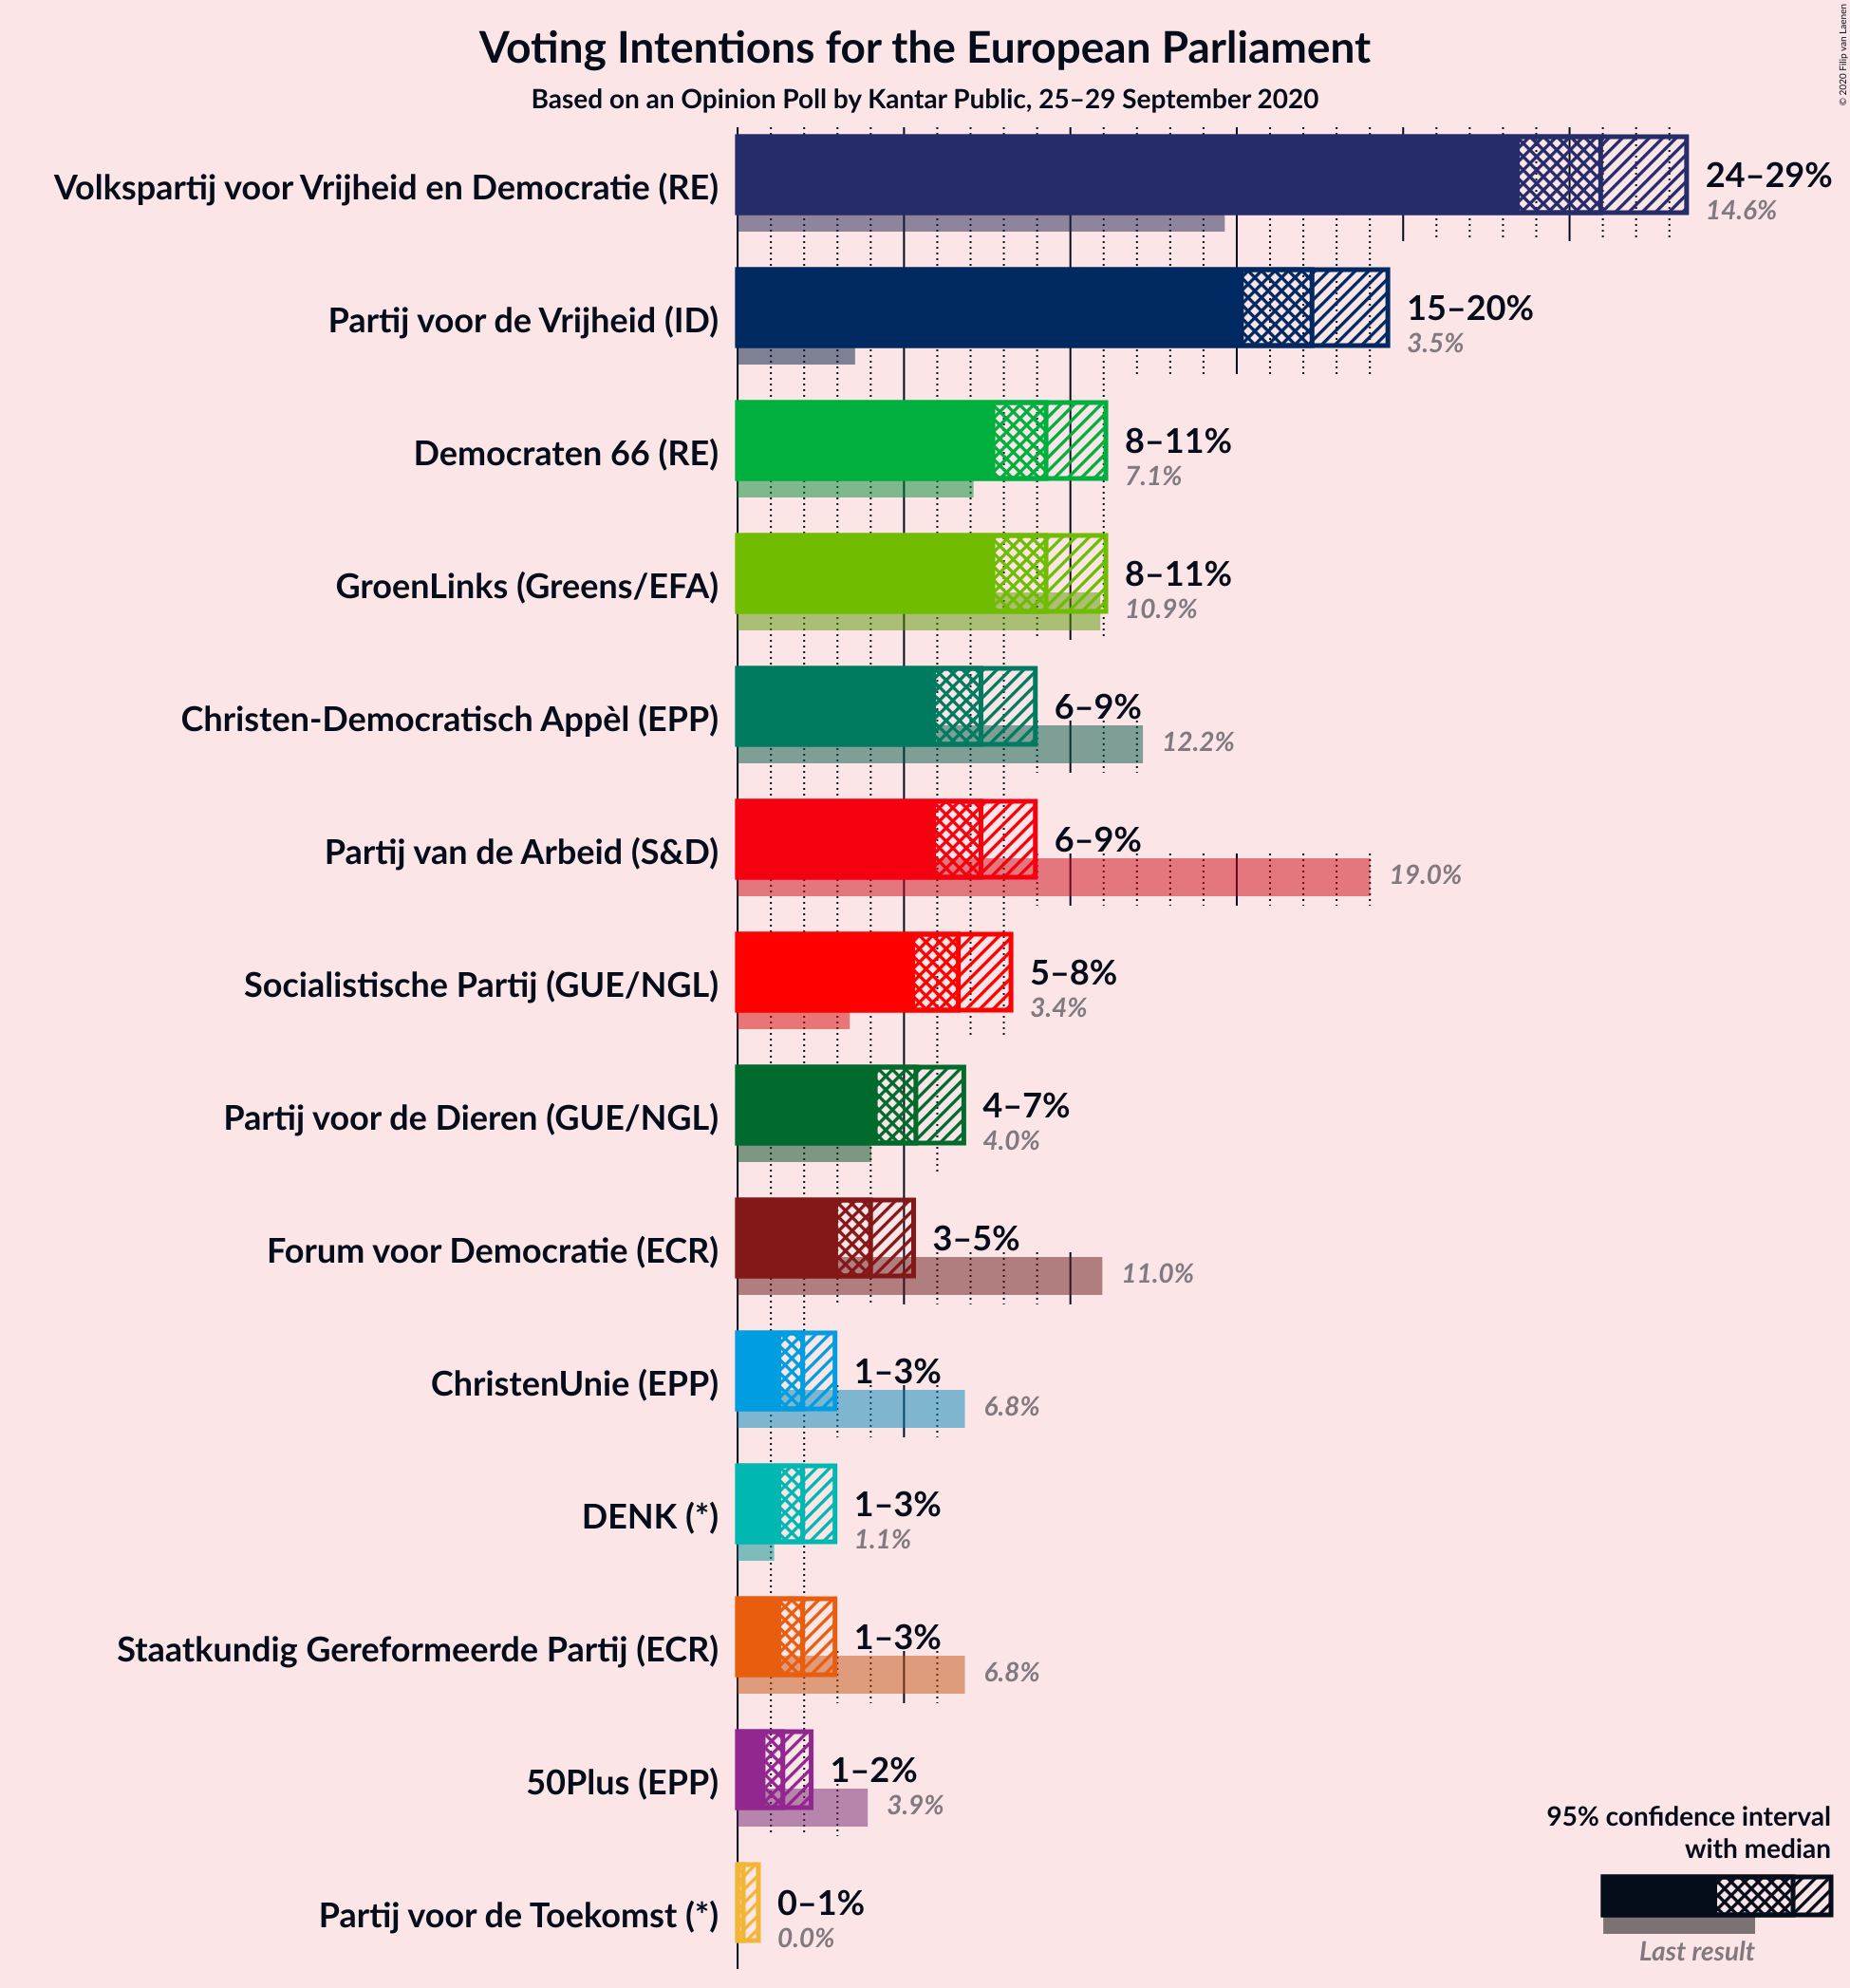 Voting Intentions for the European Parliament
Based on an Opinion Poll by Kantar Public, 25–29 September 2020
© 2020 Filip van Laenen
Volkspartij voor Vrijheid en Democratie (RE)
24–29%
14.6%
Partij voor de Vrijheid (ID)
15–20%
3.5%
Democraten 66 (RE)
8–11%
7.1%
GroenLinks (Greens/EFA)
8–11%
10.9%
Christen-Democratisch Appèl (EPP)
6–9%
12.2%
Partij van de Arbeid (S&D)
6–9%
19.0%
Socialistische Partij (GUE/NGL)
5–8%
3.4%
Partij voor de Dieren (GUE/NGL)
4–7%
4.0%
Forum voor Democratie (ECR)
3–5%
11.0%
ChristenUnie (EPP)
1–3%
6.8%
DENK (*)
1–3%
1.1%
Staatkundig Gereformeerde Partij (ECR)
1–3%
6.8%
50Plus (EPP)
1–2%
3.9%
Partij voor de Toekomst (*)
0–1%
0.0%
95% confidence interval
with median
Last result